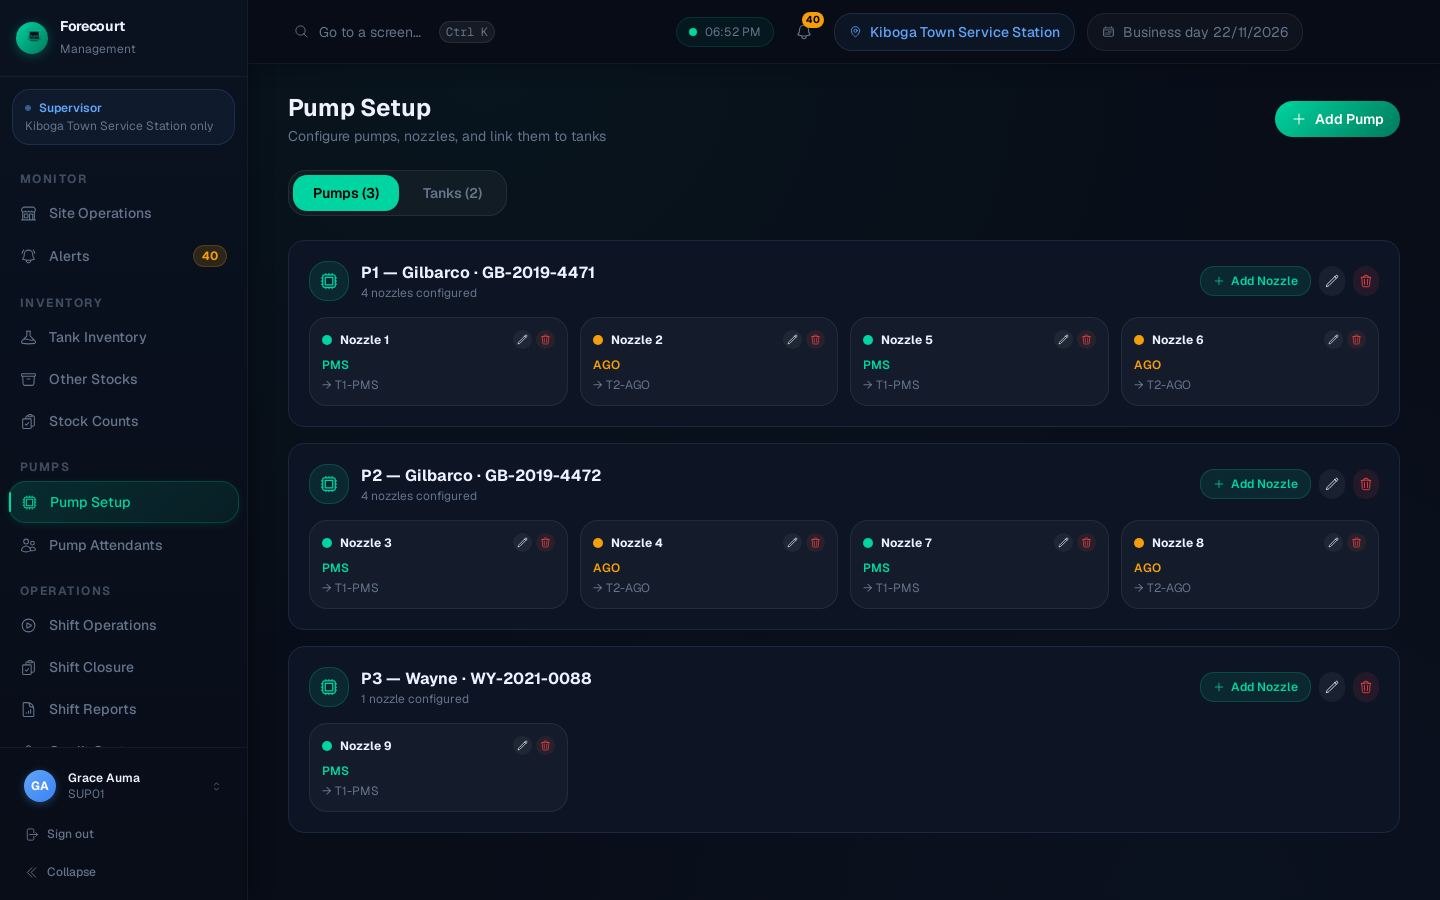 Forecourt
Management
Go to a screen...
Ctrl K
06:52 PM
40
Kiboga Town Service Station
Business day 22/11/2026
Supervisor
Kiboga Town Service Station only
MONITOR
Site Operations
Alerts
40
INVENTORY
Tank Inventory
Other Stocks
Stock Counts
PUMPS
Pump Setup
Pump Attendants
OPERATIONS
Shift Operations
Shift Closure
Shift Reports
GA
Grace Auma
SUP01
Sign out
Collapse
Pump Setup
Configure pumps, nozzles, and link them to tanks
+ Add Pump
Pumps (3)
Tanks (2)
P1 — Gilbarco · GB-2019-4471
4 nozzles configured
+ Add Nozzle
Nozzle 1
PMS
→ T1-PMS
Nozzle 2
AGO
→ T2-AGO
Nozzle 5
PMS
→ T1-PMS
Nozzle 6
AGO
→ T2-AGO
P2 — Gilbarco · GB-2019-4472
4 nozzles configured
+ Add Nozzle
Nozzle 3
PMS
→ T1-PMS
Nozzle 4
AGO
→ T2-AGO
Nozzle 7
PMS
→ T1-PMS
Nozzle 8
AGO
→ T2-AGO
P3 — Wayne · WY-2021-0088
1 nozzle configured
+ Add Nozzle
Nozzle 9
PMS
→ T1-PMS